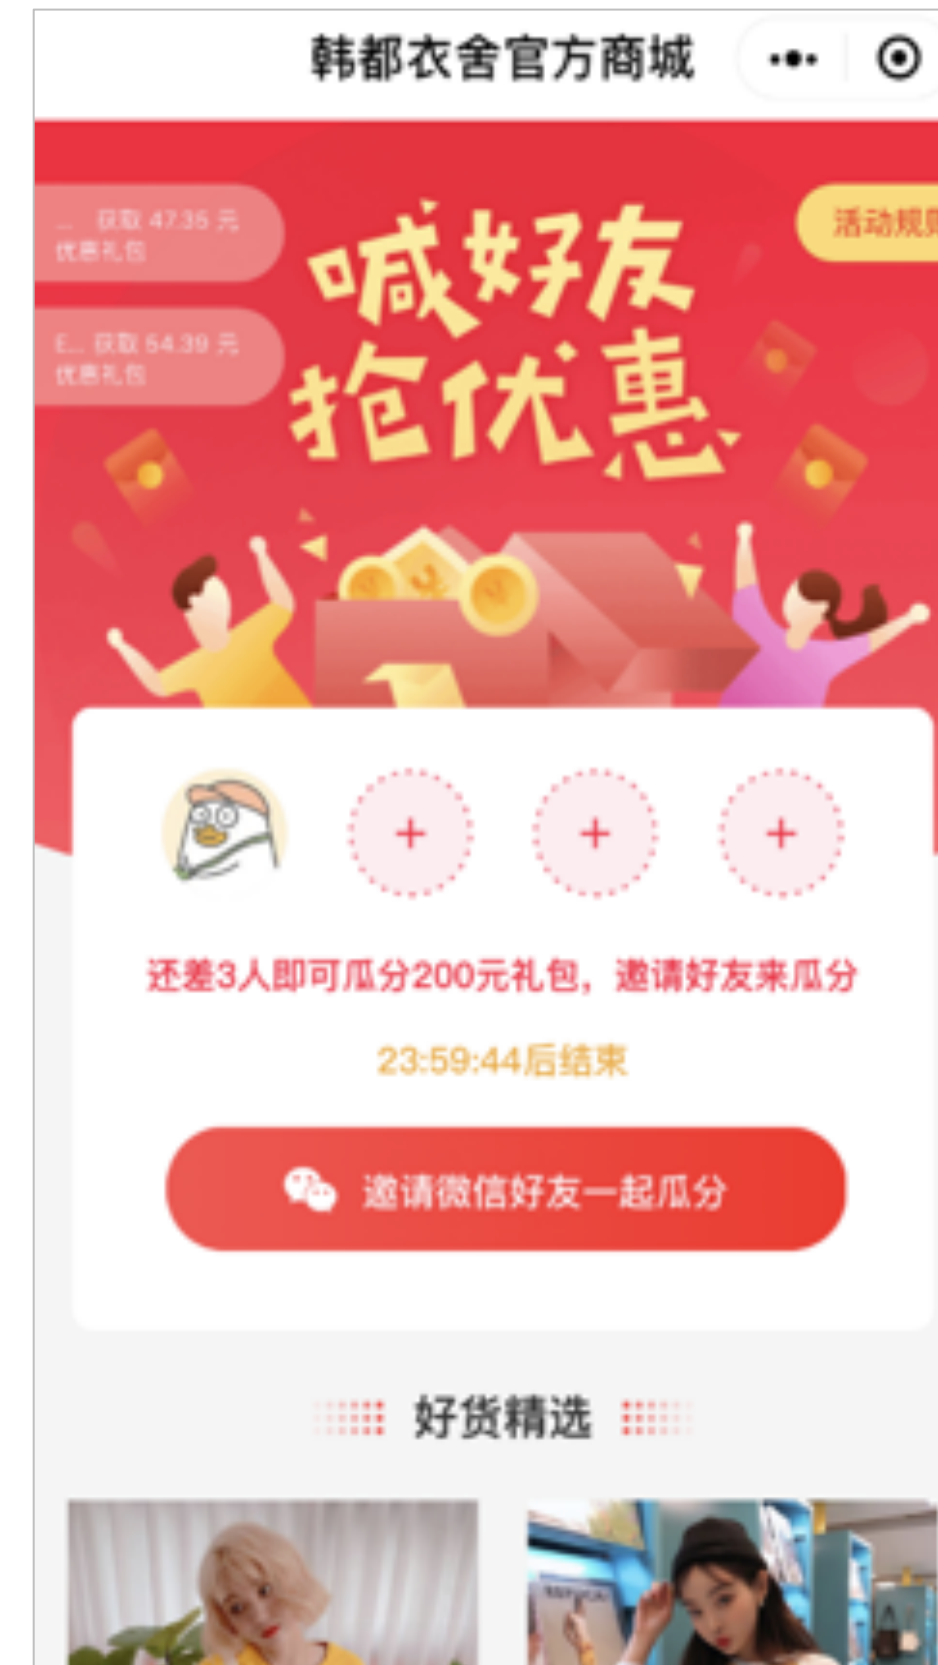 韩都衣舍官方商城
... 获取 47.35 元
优惠礼包
活动规则
E... 获取 54.39 元
优惠礼包
喊好友
抢优惠
还差3人即可瓜分200元礼包，邀请好友来瓜分
23:59:44后结束
邀请微信好友一起瓜分
好货精选